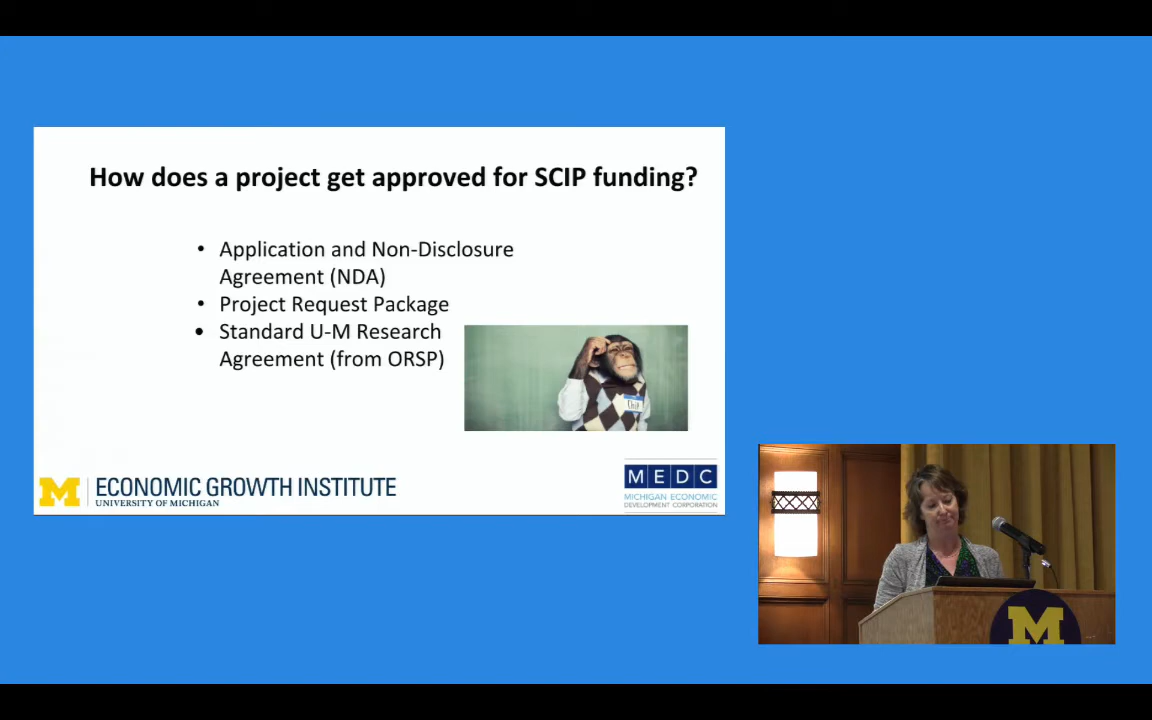 How does a project get approved for SCIP funding?
• Application and Non-Disclosure
Agreement (NDA)
• Project Request Package
• Standard U-M Research
Agreement (from ORSP)
M ECONOMIC GROWTH INSTITUTE
UNIVERSITY OF MICHIGAN
MEDC
MICHIGAN ECONOMIC
DEVELOPMENT CORPORATION
M